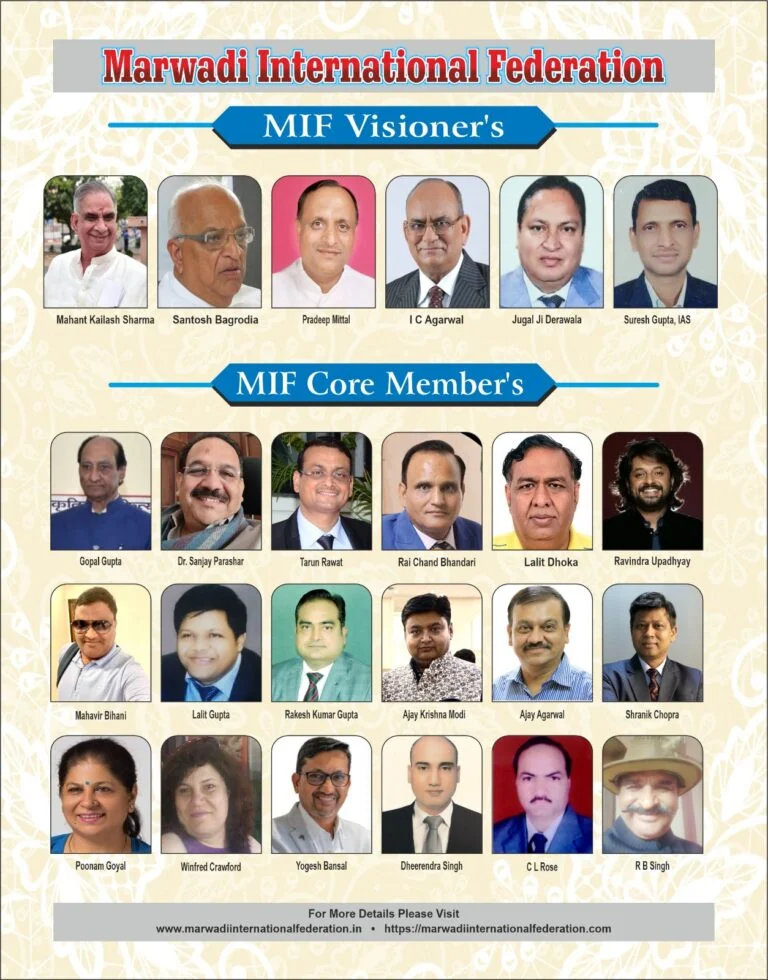 Marwadi International Federation
MIF Visioner's
Mahant Kailash Sharma
Santosh Bagrodia
Pradeep Mittal
I C Agarwal
Jugal Ji Derawala
Suresh Gupta, IAS
MIF Core Member's
Gopal Gupta
Dr. Sanjay Parashar
Tarun Rawat
Rai Chand Bhandari
Lalit Dhoka
Ravindra Upadhyay
Mahavir Bihani
Lalit Gupta
Rakesh Kumar Gupta
Ajay Krishna Modi
Ajay Agarwal
Shranik Chopra
Poonam Goyal
Winfred Crawford
Yogesh Bansal
Dheerendra Singh
C L Rose
R B Singh
For More Details Please Visit
www.marwadiinternationalfederation.in • https://marwadiinternationalfederation.com